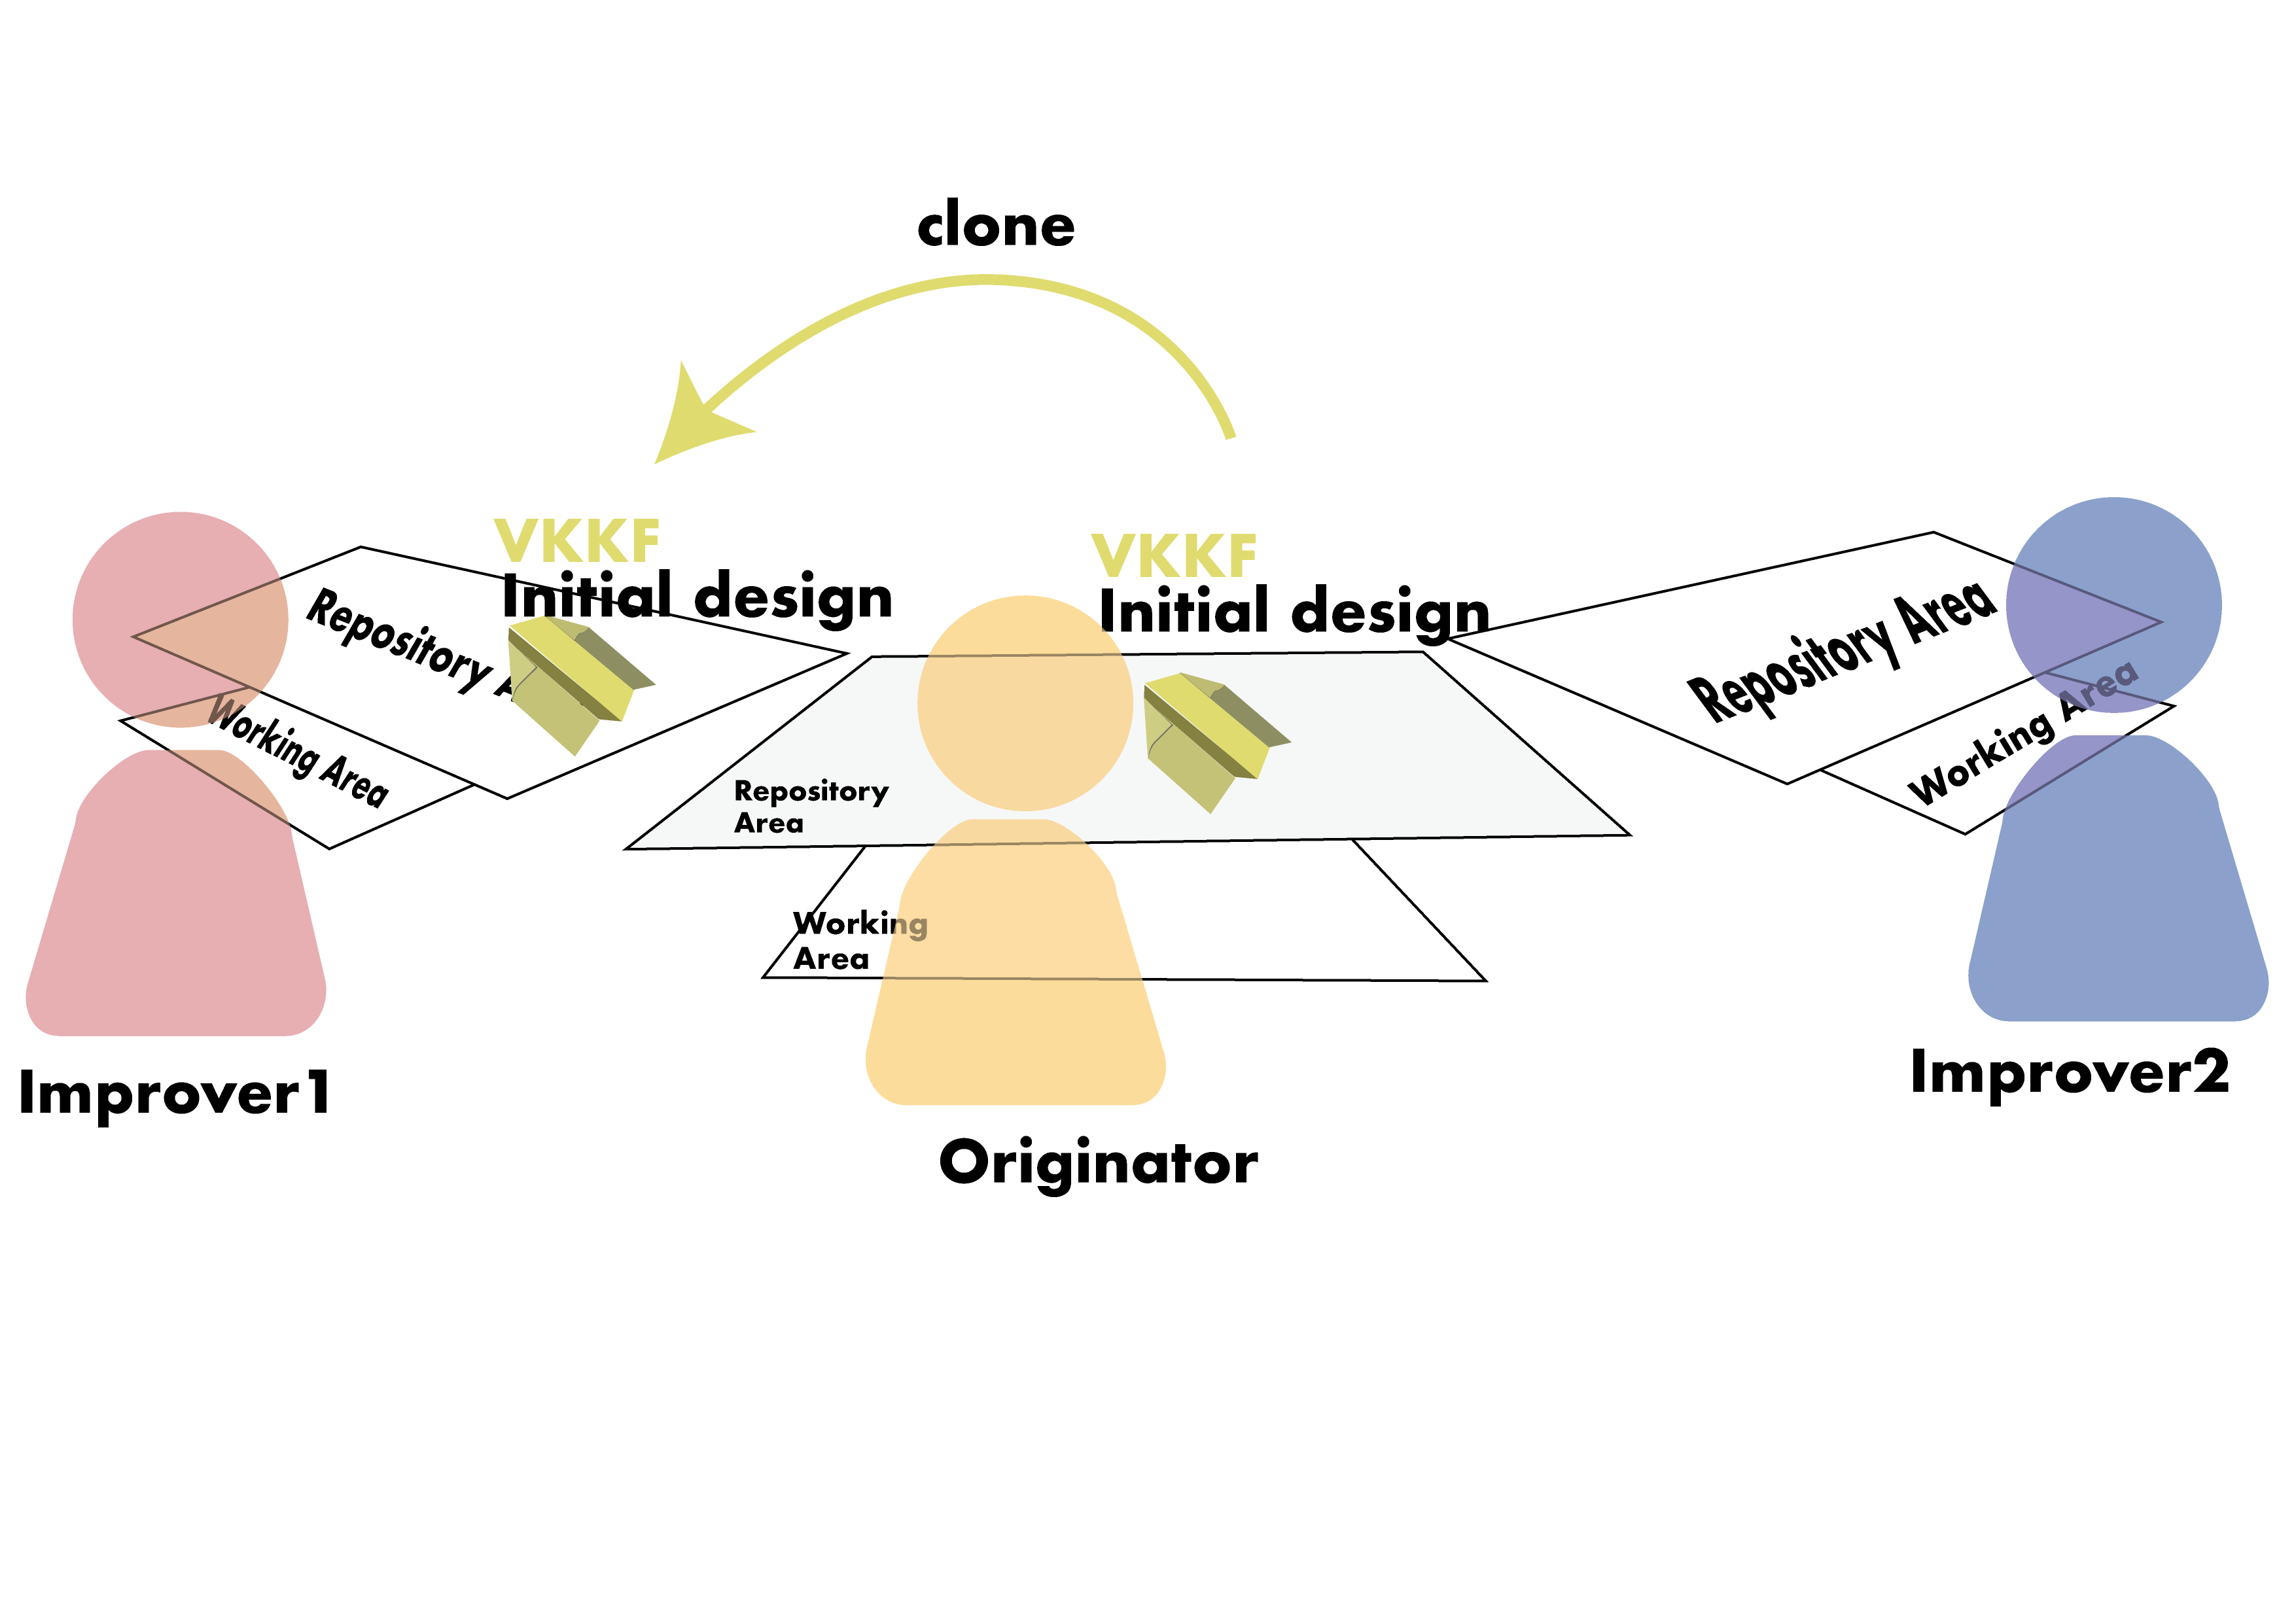 clone
VKKF
Initial design
VKKF
Initial design
Repository
Working Area
Repository
Area
Working
Area
Repository Area
Working Area
Improver1
Originator
Improver2